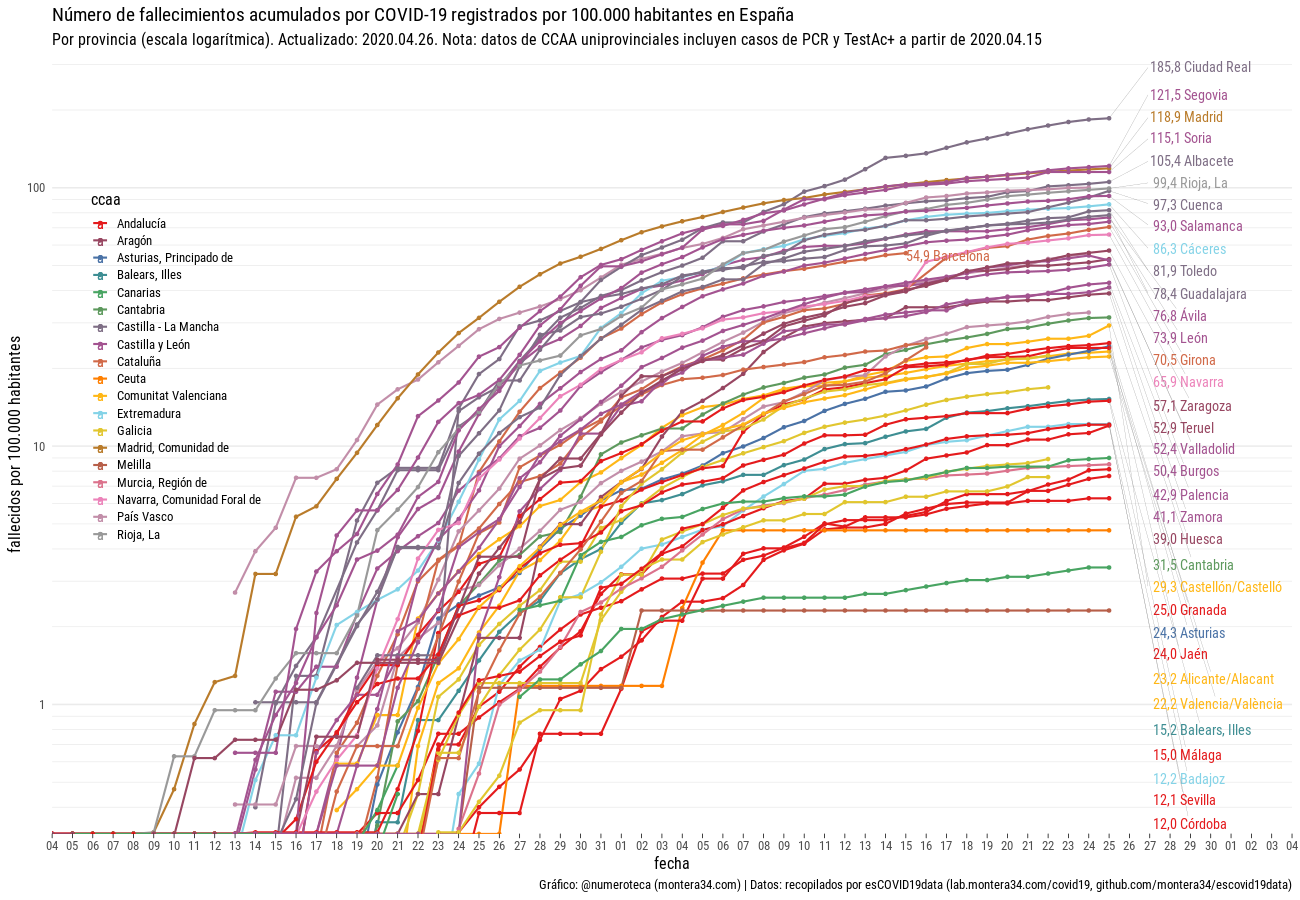 Número de fallecimientos acumulados por COVID-19 registrados por 100.000 habitantes en España
Por provincia (escala logarítmica). Actualizado: 2020.04.26. Nota: datos de CCAA uniprovinciales incluyen casos de PCR y TestAc+ a partir de 2020.04.15
fallecidos por 100.000 habitantes
100
10
1
ccaa
Andalucía
Aragón
Asturias, Principado de
Balears, Illes
Canarias
Cantabria
Castilla - La Mancha
Castilla y León
Cataluña
Ceuta
Comunitat Valenciana
Extremadura
Galicia
Madrid, Comunidad de
Melilla
Murcia, Región de
Navarra, Comunidad Foral de
País Vasco
Rioja, La
54,9 Barcelona
185,8 Ciudad Real
121,5 Segovia
118,9 Madrid
115,1 Soria
105,4 Albacete
99,4 Rioja, La
97,3 Cuenca
93,0 Salamanca
86,3 Cáceres
81,9 Toledo
78,4 Guadalajara
76,8 Ávila
73,9 León
70,5 Girona
65,9 Navarra
57,1 Zaragoza
52,9 Teruel
52,4 Valladolid
50,4 Burgos
42,9 Palencia
41,1 Zamora
39,0 Huesca
31,5 Cantabria
29,3 Castellón/Castelló
25,0 Granada
24,3 Asturias
24,0 Jaén
23,2 Alicante/Alacant
22,2 Valencia/València
15,2 Balears, Illes
15,0 Málaga
12,2 Badajoz
12,1 Sevilla
12,0 Córdoba
04 05 06 07 08 09 10 11 12 13 14 15 16 17 18 19 20 21 22 23 24 25 26 27 28 29 30 31 01 02 03 04 05 06 07 08 09 10 11 12 13 14 15 16 17 18 19 20 21 22 23 24 25 26 27 28 29 30 01 02 03 04
fecha
Gráfico: @numeroteca (montera34.com) | Datos: recopilados por esCOVID19data (lab.montera34.com/covid19, github.com/montera34/escovid19data)